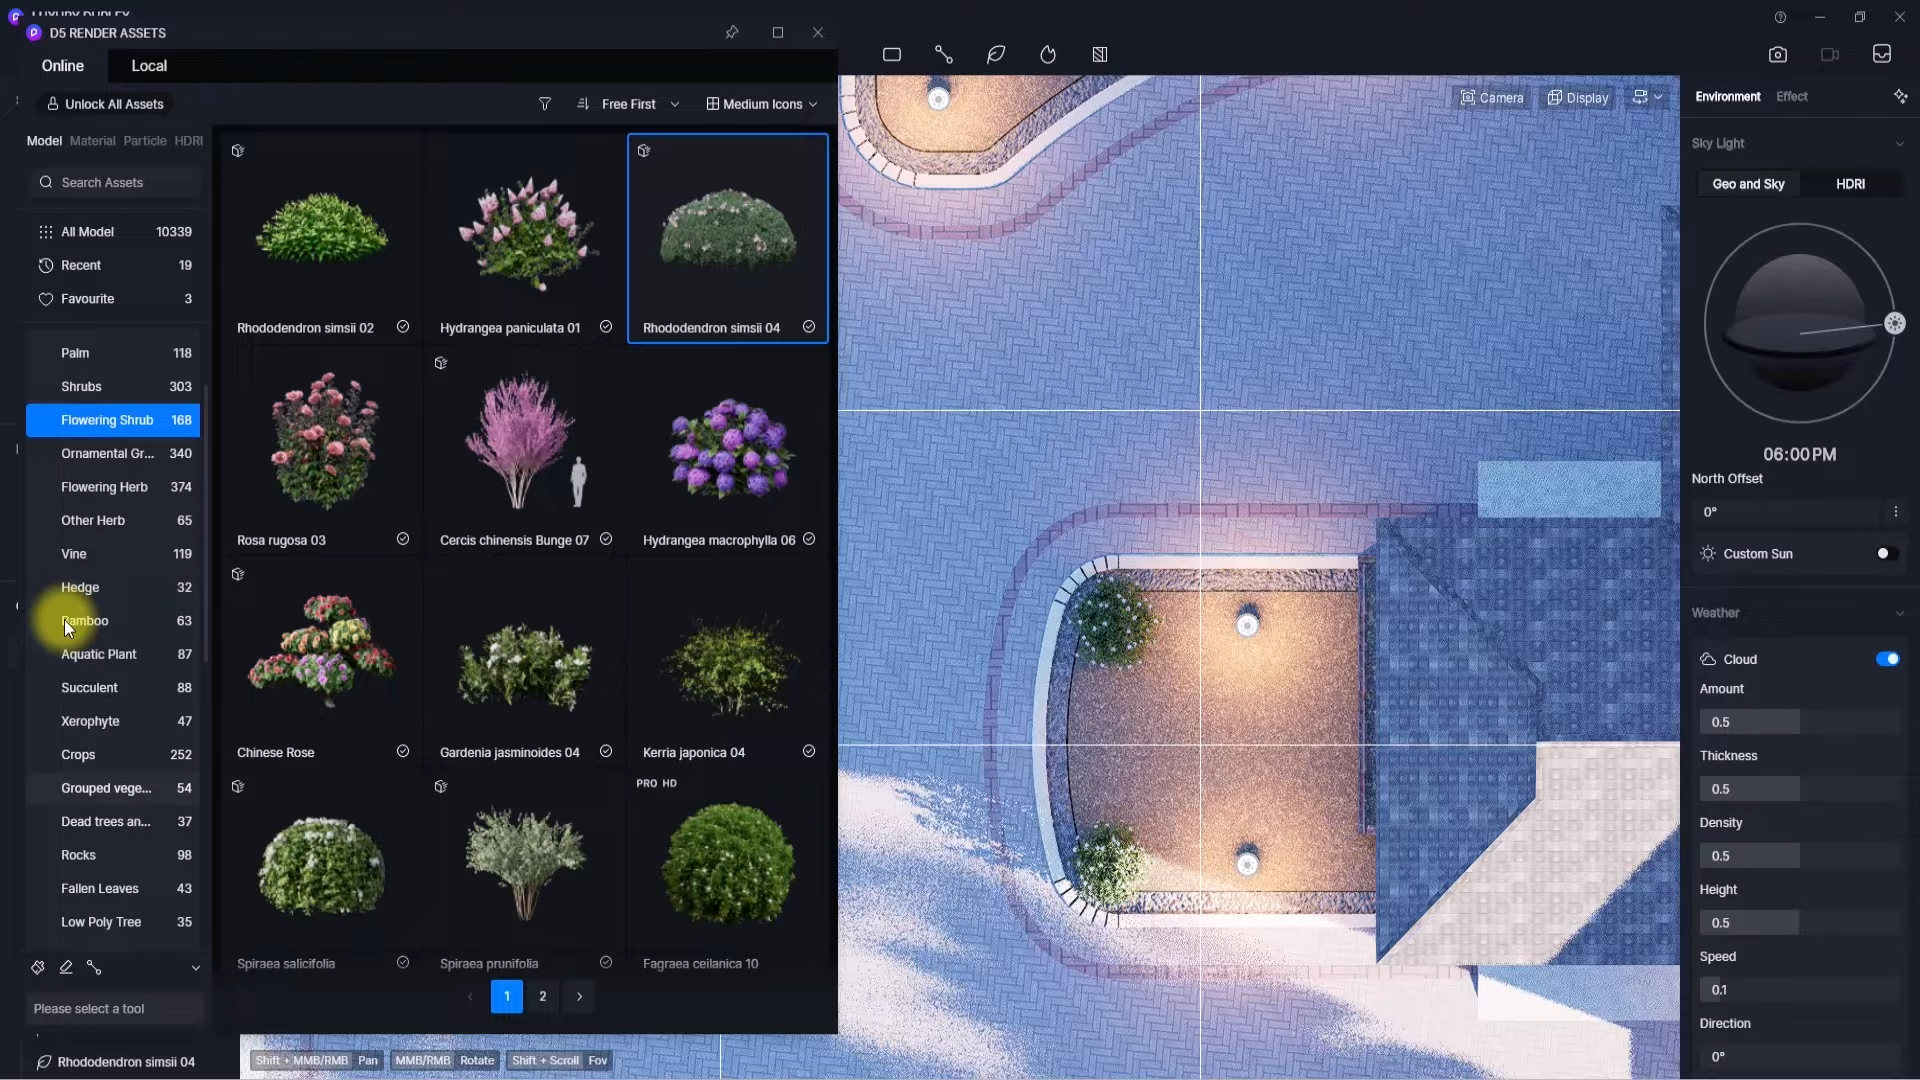 D5 RENDER ASSETS
Online
Local
Unlock All Assets
Free First
Medium Icons
Model
Material
Particle
HDRI
Search Assets
All Model 10339
Recent 19
Favourite 3
Palm 118
Shrubs 303
Flowering Shrub 168
Ornamental Gr... 340
Flowering Herb 374
Other Herb 65
Vine 119
Hedge 32
Bamboo 63
Aquatic Plant 87
Succulent 88
Xerophyte 47
Crops 252
Grouped vege... 54
Dead trees an... 37
Rocks 98
Fallen Leaves 43
Low Poly Tree 35
Please select a tool
Rhododendron simsii 04
Rhododendron simsii 02
Hydrangea paniculata 01
Rhododendron simsii 04
Rosa rugosa 03
Cercis chinensis Bunge 07
Hydrangea macrophylla 06
Chinese Rose
Gardenia jasminoides 04
Kerria japonica 04
PRO HD
Spiraea salicifolia
Spiraea prunifolia
Fagraea ceilanica 10
1
2
Shift + MMB/RMB Pan
MMB/RMB Rotate
Shift + Scroll Fov
Camera
Display
Environment
Effect
Sky Light
Geo and Sky
HDRI
06:00PM
North Offset
0°
Custom Sun
Weather
Cloud
Amount
0.5
Thickness
0.5
Density
0.5
Height
0.5
Speed
0.1
Direction
0°